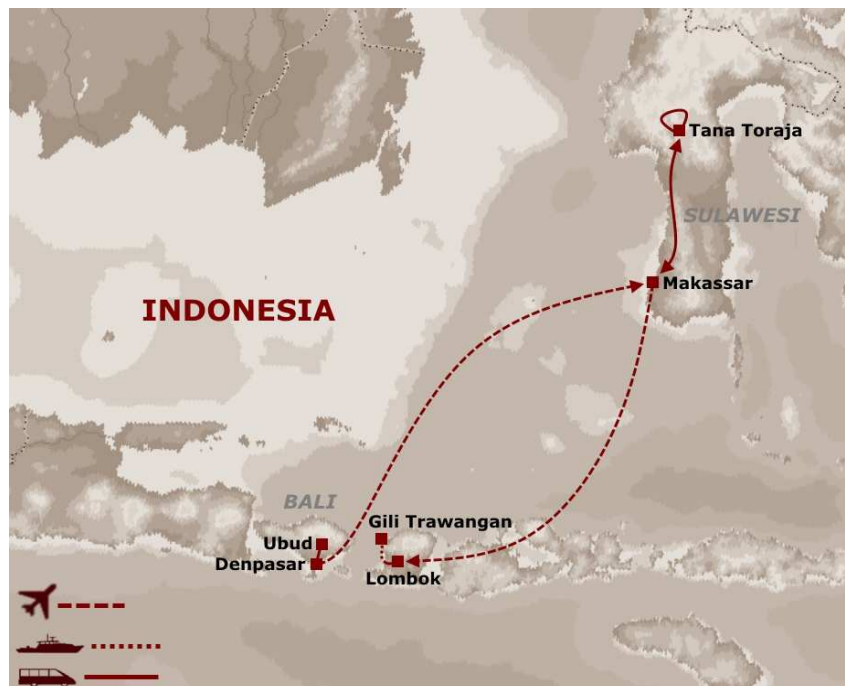 Tana Toraja
SULAWESI
Makassar
INDONESIA
BALI
Gili Trawangan
Ubud
Denpasar
Lombok